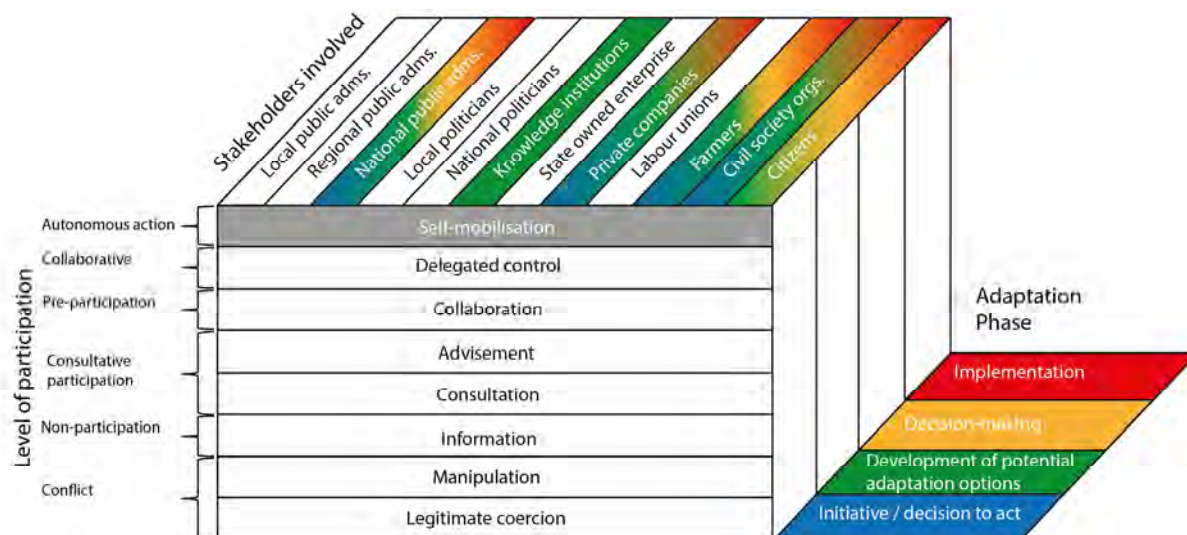 Stakeholders involved
Local public adms.
Regional public adms.
National public adms.
Local politicians
National politicians
Knowledge institutions
State owned enterprise
Private companies
Labour unions
Farmers
Civil society orgs.
Citizens
Level of participation
Autonomous action
Self-mobilisation
Collaborative
Delegated control
Pre-participation
Collaboration
Consultative
participation
Advisement
Consultation
Non-participation
Information
Conflict
Manipulation
Legitimate coercion
Adaptation
Phase
Implementation
Decision-making
Development of potential
adaptation options
Initiative / decision to act